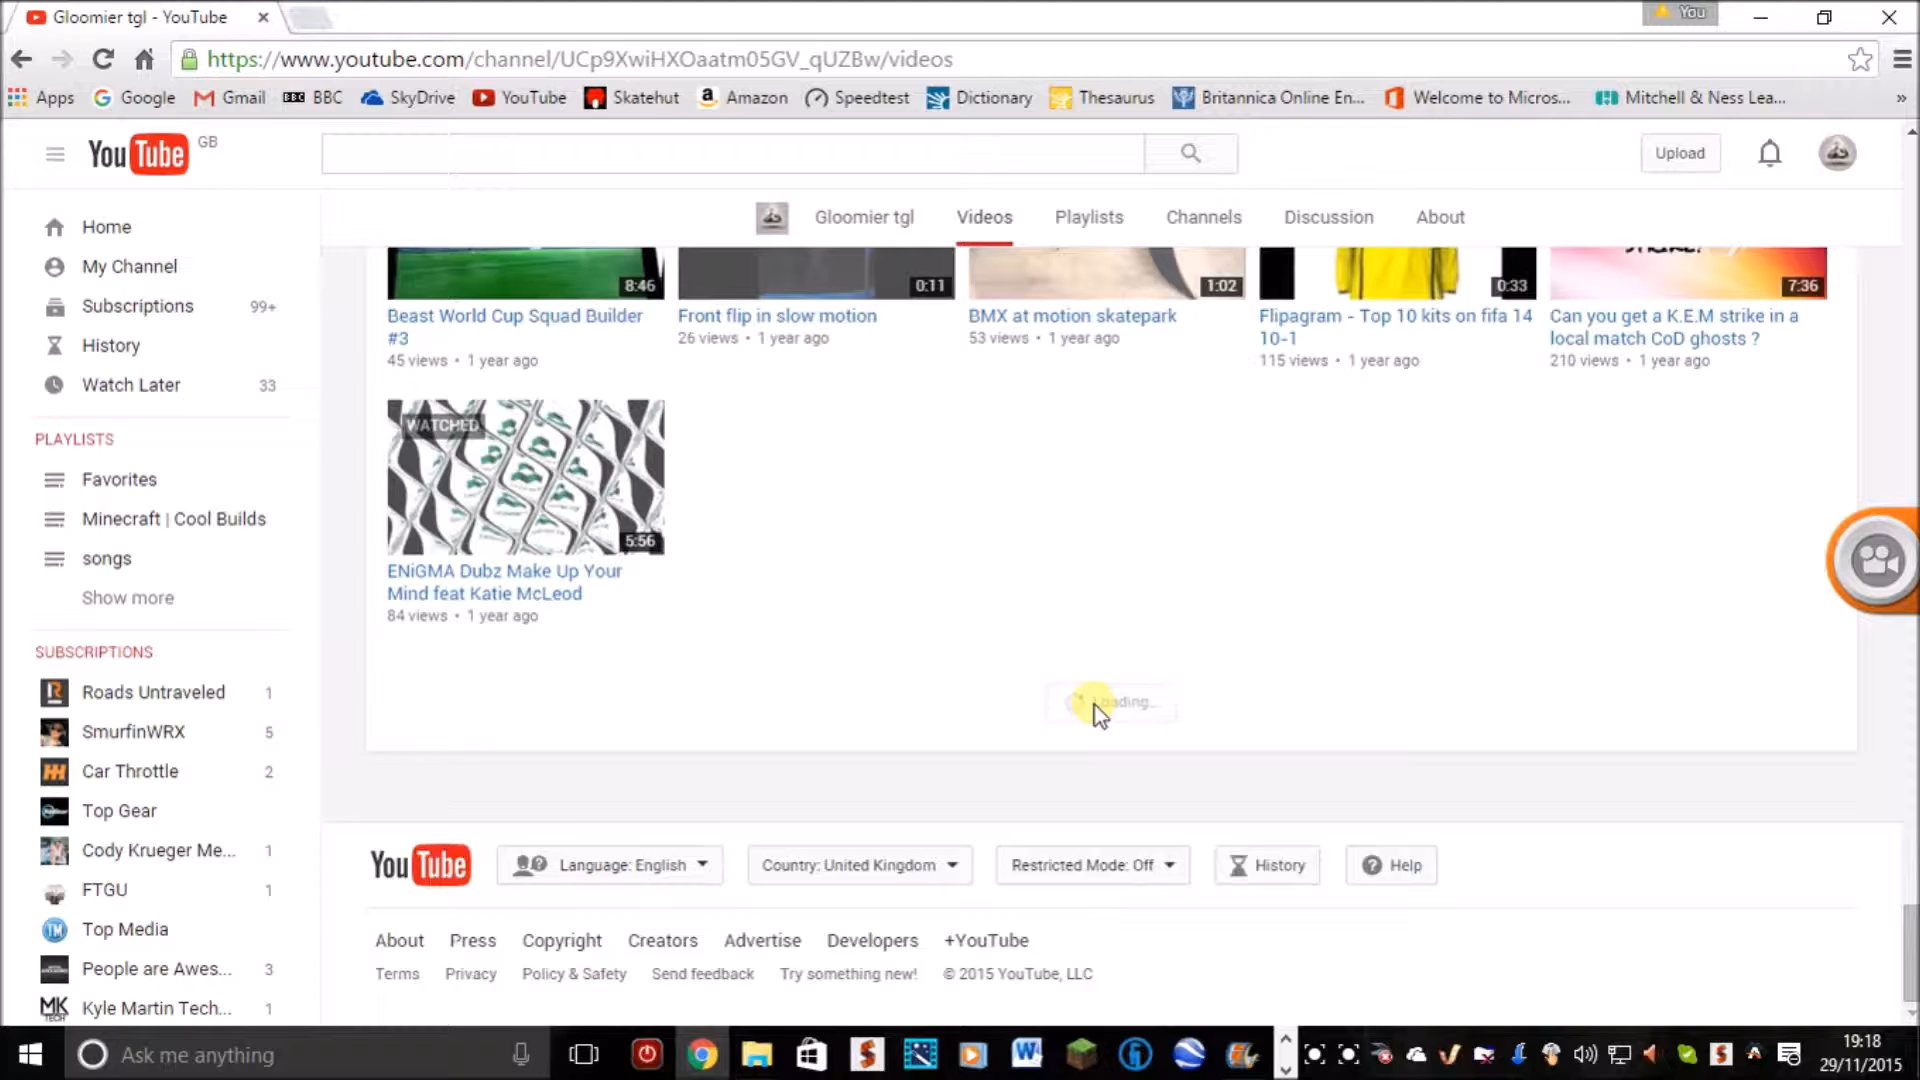 Gloomier tgl - YouTube
You
https://www.youtube.com/channel/UCp9XwiHXOaatm05GV_qUZBw/videos
Apps Google Gmail BBC BBC SkyDrive YouTube Skatehut Amazon Speedtest Dictionary Thesaurus Britannica Online En... Welcome to Micros... Mitchell & Ness Lea... »
YouTube GB
Upload
Gloomier tgl Videos Playlists Channels Discussion About
Home
My Channel
Subscriptions 99+
History
Watch Later 33
PLAYLISTS
Favorites
Minecraft | Cool Builds
songs
Show more
SUBSCRIPTIONS
Roads Untraveled 1
SmurfinWRX 5
Car Throttle 2
Top Gear
Cody Krueger Me... 1
FTGU 1
TM Top Media
People are Awes... 3
MK TECH Kyle Martin Tech... 1
8:46
Beast World Cup Squad Builder
#3
45 views • 1 year ago
0:11
Front flip in slow motion
26 views • 1 year ago
1:02
BMX at motion skatepark
53 views • 1 year ago
0:33
Flipagram - Top 10 kits on fifa 14
10-1
115 views • 1 year ago
7:36
Can you get a K.E.M strike in a
local match CoD ghosts ?
210 views • 1 year ago
WATCHED
5:56
ENiGMA Dubz Make Up Your
Mind feat Katie McLeod
84 views • 1 year ago
Loading...
YouTube Language: English Country: United Kingdom Restricted Mode: Off History Help
About Press Copyright Creators Advertise Developers +YouTube
Terms Privacy Policy & Safety Send feedback Try something new! © 2015 YouTube, LLC
Ask me anything
19:18
29/11/2015